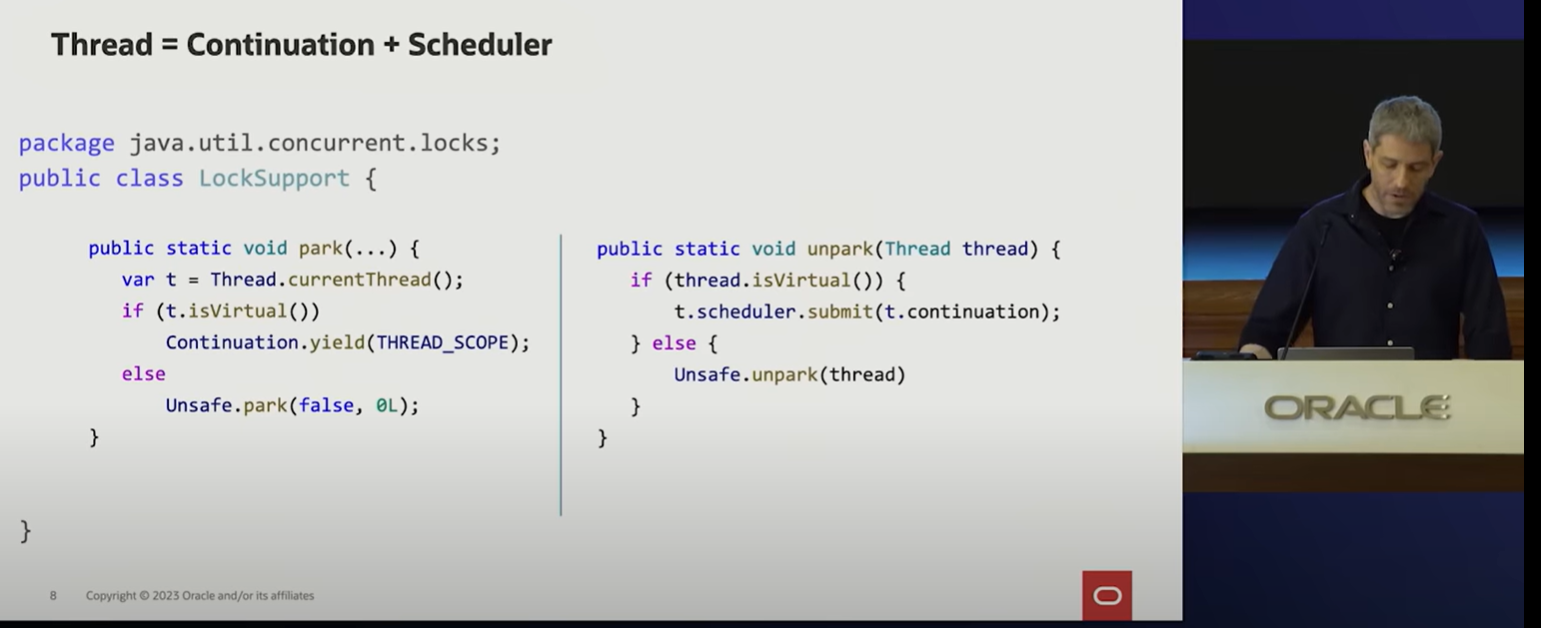 Thread = Continuation + Scheduler
package java.util.concurrent.locks;
public class LockSupport {
public static void park(...) {
var t = Thread.currentThread();
if (t.isVirtual())
Continuation.yield(THREAD_SCOPE);
else
Unsafe.park(false, 0L);
}
public static void unpark(Thread thread) {
if (thread.isVirtual()) {
t.scheduler.submit(t.continuation);
} else {
Unsafe.unpark(thread)
}
}
}
8 Copyright © 2023 Oracle and/or its affiliates
ORACLE